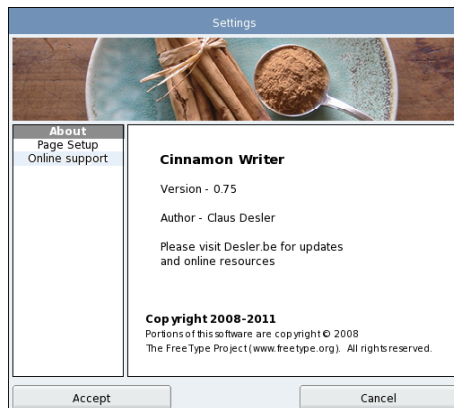 Settings
About
Page Setup
Online support
Cinnamon Writer
Version - 0.75
Author - Claus Desler
Please visit Desler.be for updates
and online resources
Copyright 2008-2011
Portions of this software are copyright © 2008
The FreeType Project (www.freetype.org). All rights reserved.
Accept
Cancel